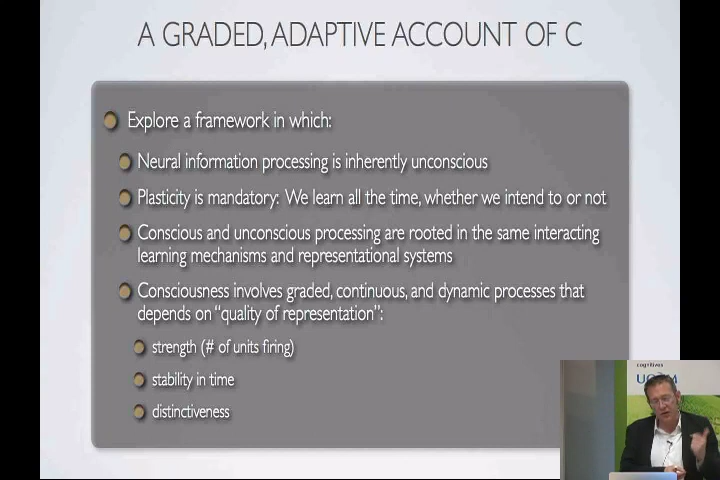 A GRADED, ADAPTIVE ACCOUNT OF C
Explore a framework in which:
Neural information processing is inherently unconscious
Plasticity is mandatory: We learn all the time, whether we intend to or not
Conscious and unconscious processing are rooted in the same interacting
learning mechanisms and representational systems
Consciousness involves graded, continuous, and dynamic processes that
depends on “quality of representation”:
strength (# of units firing)
stability in time
distinctiveness
cognitives